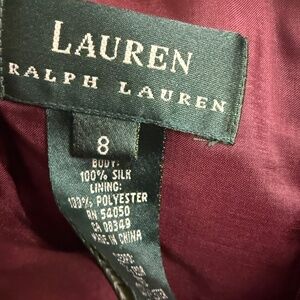 LAUREN
RALPH LAUREN
8
BODY:
100% SILK
LINING:
100% POLYESTER
RN 54050
CA 08349
MADE IN CHINA